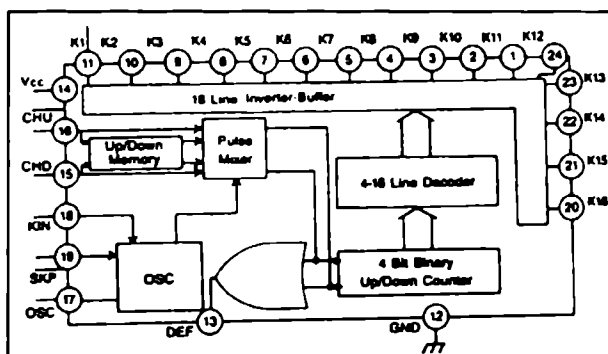 K1 K2 K3 K4 K5 K6 K7 K8 K9 K10 K11 K12
11 10 9 8 7 6 5 4 3 2 1 24
Vcc 14
16 Line Inverter-Buffer
23 K13
CHU 16
Up/Down Memory
Pulse Mixer
22 K14
CHD 15
4-16 Line Decoder
21 K15
KIN 18
20 K16
SKP 19
OSC
4 Bit Binary Up/Down Counter
OSC 17
DEF 13
GND 12